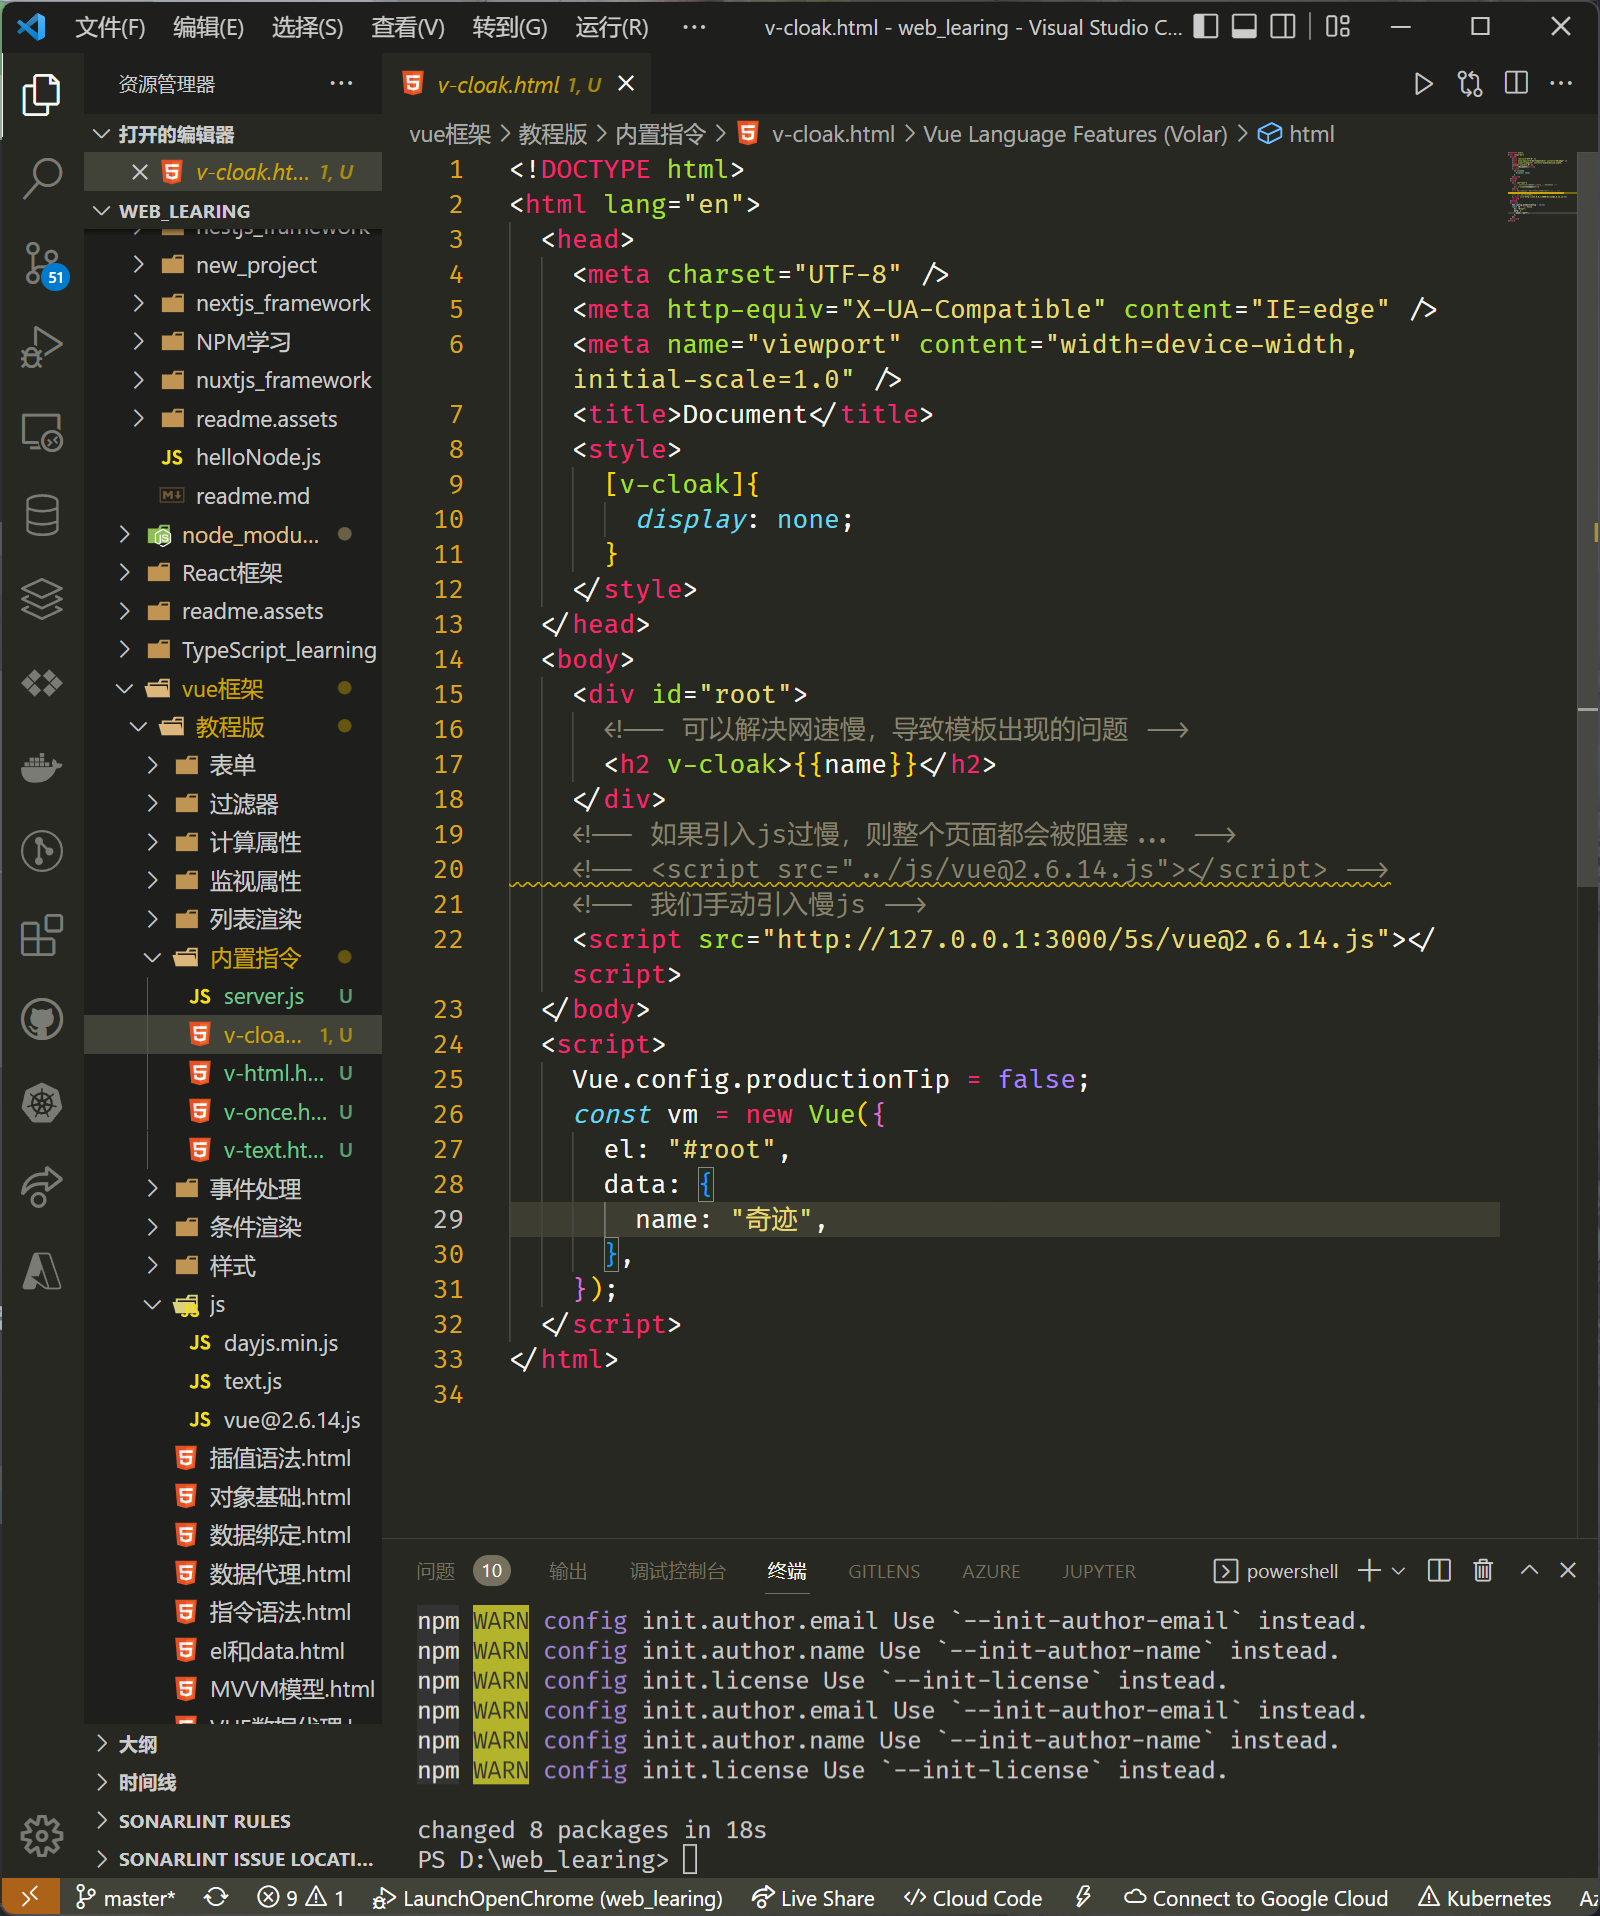 文件(F) 编辑(E) 选择(S) 查看(V) 转到(G) 运行(R) ··· v-cloak.html - web_learing - Visual Studio C...
资源管理器 ···
打开的编辑器
v-cloak.ht... 1, U
WEB_LEARING
nestjs_framework
new_project
nextjs_framework
NPM学习
nuxtjs_framework
readme.assets
JS helloNode.js
readme.md
node_modu...
React框架
readme.assets
TypeScript_learning
vue框架
教程版
表单
过滤器
计算属性
监视属性
列表渲染
内置指令
JS server.js U
v-cloa... 1, U
v-html.h... U
v-once.h... U
v-text.ht... U
事件处理
条件渲染
样式
js
JS dayjs.min.js
JS text.js
JS vue@2.6.14.js
插值语法.html
对象基础.html
数据绑定.html
数据代理.html
指令语法.html
el和data.html
MVVM模型.html
大纲
时间线
SONARLINT RULES
SONARLINT ISSUE LOCATI...
51
v-cloak.html 1, U
vue框架 > 教程版 > 内置指令 > v-cloak.html > Vue Language Features (Volar) > html
1 <!DOCTYPE html>
2 <html lang="en">
3 <head>
4 <meta charset="UTF-8" />
5 <meta http-equiv="X-UA-Compatible" content="IE=edge" />
6 <meta name="viewport" content="width=device-width,
initial-scale=1.0" />
7 <title>Document</title>
8 <style>
9 [v-cloak]{
10 display: none;
11 }
12 </style>
13 </head>
14 <body>
15 <div id="root">
16 <!-- 可以解决网速慢，导致模板出现的问题 -->
17 <h2 v-cloak>{{name}}</h2>
18 </div>
19 <!-- 如果引入js过慢，则整个页面都会被阻塞... -->
20 <!-- <script src="../js/vue@2.6.14.js"></script> -->
21 <!-- 我们手动引入慢js -->
22 <script src="http://127.0.0.1:3000/5s/vue@2.6.14.js"></
script>
23 </body>
24 <script>
25 Vue.config.productionTip = false;
26 const vm = new Vue({
27 el: "#root",
28 data: {
29 name: "奇迹",
30 },
31 });
32 </script>
33 </html>
34
问题 10 输出 调试控制台 终端 GITLENS AZURE JUPYTER powershell
npm WARN config init.author.email Use `--init-author-email` instead.
npm WARN config init.author.name Use `--init-author-name` instead.
npm WARN config init.license Use `--init-license` instead.
npm WARN config init.author.email Use `--init-author-email` instead.
npm WARN config init.author.name Use `--init-author-name` instead.
npm WARN config init.license Use `--init-license` instead.
changed 8 packages in 18s
PS D:\web_learing>
master* 9 1 LaunchOpenChrome (web_learing) Live Share Cloud Code Connect to Google Cloud Kubernetes Az